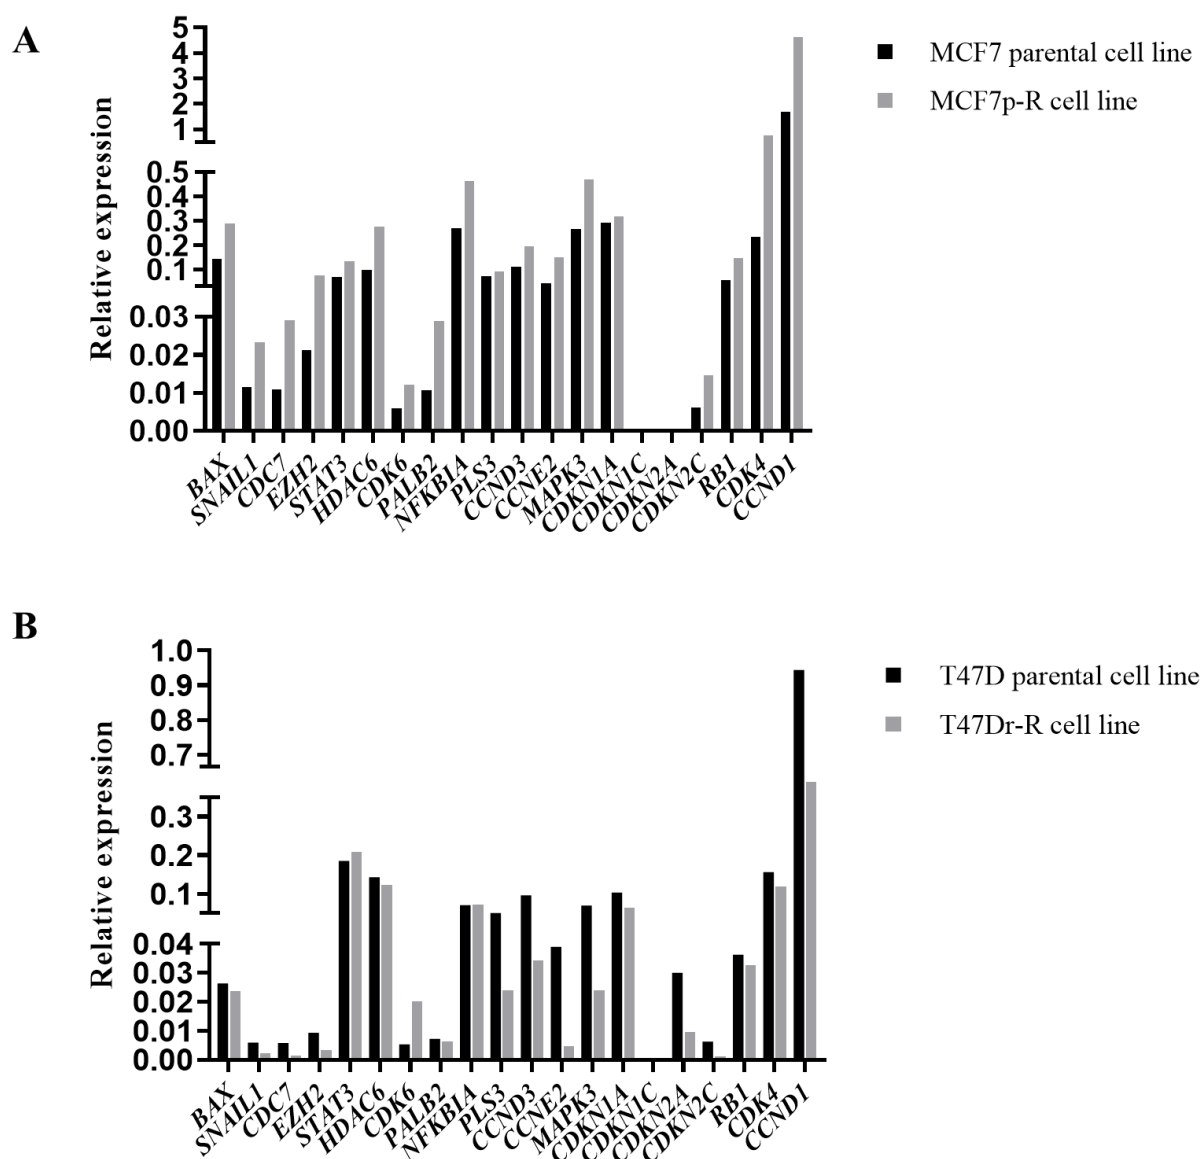 A
MCF7 parental cell line
MCF7p-R cell line
Relative expression
5
4
3
2
1
0.5
0.4
0.3
0.2
0.1
0.03
0.02
0.01
0.00
BAX
SNAIL1
CDC7
EZH2
STAT3
HDAC6
CDK6
PALB2
NFKB1A
PLS3
CCND3
CCNE2
MAPK3
CDKN1A
CDKN1C
CDKN2A
CDKN2C
RB1
CDK4
CCND1
B
T47D parental cell line
T47Dr-R cell line
Relative expression
1.0
0.9
0.8
0.7
0.3
0.2
0.1
0.04
0.03
0.02
0.01
0.00
BAX
SNAIL1
CDC7
EZH2
STAT3
HDAC6
CDK6
PALB2
NFKB1A
PLS3
CCND3
CCNE2
MAPK3
CDKN1A
CDKN1C
CDKN2A
CDKN2C
RB1
CDK4
CCND1